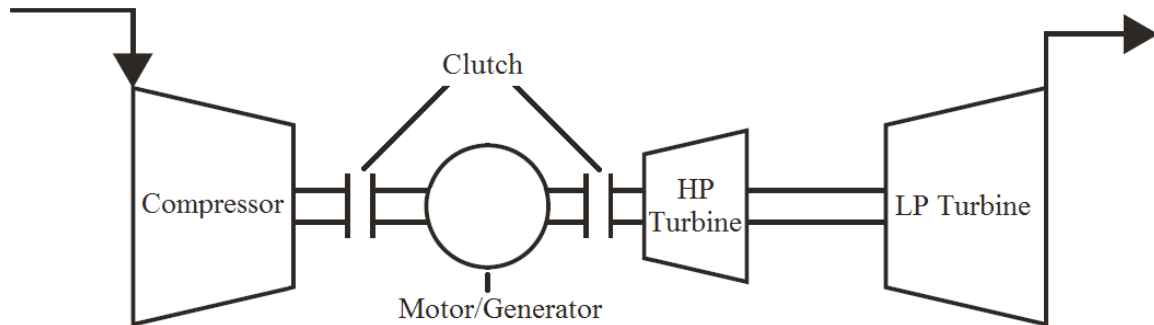 Clutch
Compressor
HP
Turbine
LP Turbine
Motor/Generator